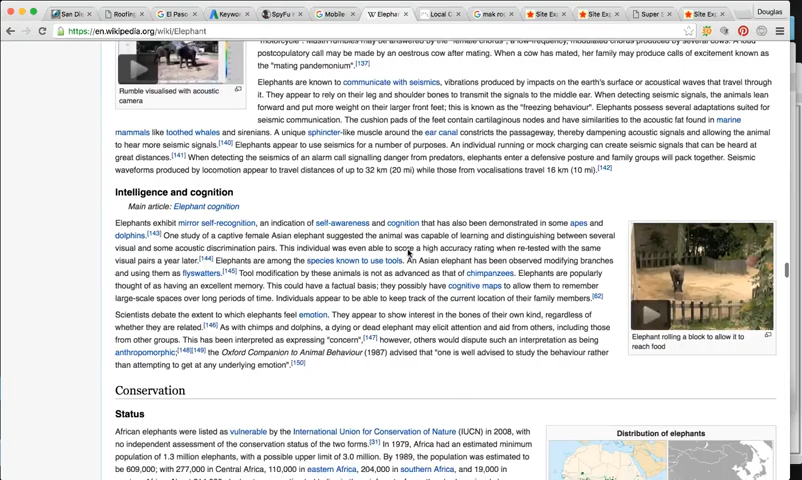 Douglas
San Die
Roofing
El Paso
Keyword
SpyFu
Mobile
Elephan
Local C
mak ro
Site Ex
Site Ex
Super S
Site Ex
https://en.wikipedia.org/wiki/Elephant
postcopulatory call may be made by an oestrous cow after mating. When a cow has mated, her family may produce calls of excitement known as
the "mating pandemonium".[137]
Rumble visualised with acoustic
camera
Elephants are known to communicate with seismics, vibrations produced by impacts on the earth's surface or acoustical waves that travel through
it. They appear to rely on their leg and shoulder bones to transmit the signals to the middle ear. When detecting seismic signals, the animals lean
forward and put more weight on their larger front feet; this is known as the "freezing behaviour". Elephants possess several adaptations suited for
seismic communication. The cushion pads of the feet contain cartilaginous nodes and have similarities to the acoustic fat found in marine
mammals like toothed whales and sirenians. A unique sphincter-like muscle around the ear canal constricts the passageway, thereby dampening acoustic signals and allowing the animal
to hear more seismic signals.[140] Elephants appear to use seismics for a number of purposes. An individual running or mock charging can create seismic signals that can be heard at
great distances.[141] When detecting the seismics of an alarm call signalling danger from predators, elephants enter a defensive posture and family groups will pack together. Seismic
waveforms produced by locomotion appear to travel distances of up to 32 km (20 mi) while those from vocalisations travel 16 km (10 mi).[142]
Intelligence and cognition
Main article: Elephant cognition
Elephants exhibit mirror self-recognition, an indication of self-awareness and cognition that has also been demonstrated in some apes and
dolphins.[143] One study of a captive female Asian elephant suggested the animal was capable of learning and distinguishing between several
visual and some acoustic discrimination pairs. This individual was even able to score a high accuracy rating when re-tested with the same
visual pairs a year later.[144] Elephants are among the species known to use tools. An Asian elephant has been observed modifying branches
and using them as flyswatters.[145] Tool modification by these animals is not as advanced as that of chimpanzees. Elephants are popularly
thought of as having an excellent memory. This could have a factual basis; they possibly have cognitive maps to allow them to remember
large-scale spaces over long periods of time. Individuals appear to be able to keep track of the current location of their family members.[62]
Elephant rolling a block to allow it to
reach food
Scientists debate the extent to which elephants feel emotion. They appear to show interest in the bones of their own kind, regardless of
whether they are related.[146] As with chimps and dolphins, a dying or dead elephant may elicit attention and aid from others, including those
from other groups. This has been interpreted as expressing "concern",[147] however, others would dispute such an interpretation as being
anthropomorphic;[148][149] the Oxford Companion to Animal Behaviour (1987) advised that "one is well advised to study the behaviour rather
than attempting to get at any underlying emotion".[150]
Conservation
Status
African elephants were listed as vulnerable by the International Union for Conservation of Nature (IUCN) in 2008, with
no independent assessment of the conservation status of the two forms.[31] In 1979, Africa had an estimated minimum
population of 1.3 million elephants, with a possible upper limit of 3.0 million. By 1989, the population was estimated to
be 609,000; with 277,000 in Central Africa, 110,000 in eastern Africa, 204,000 in southern Africa, and 19,000 in
Distribution of elephants